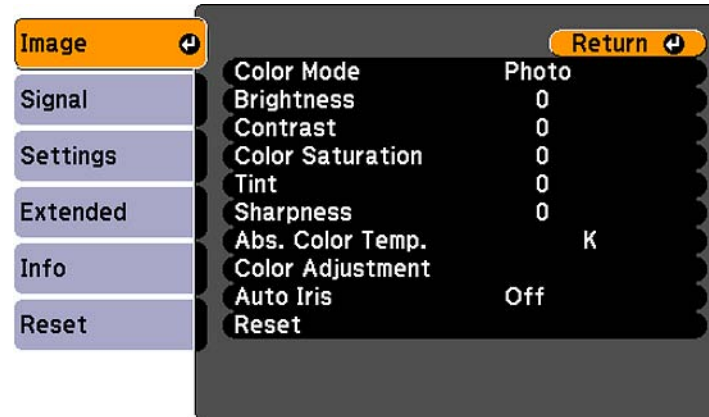 Image
Signal
Settings
Extended
Info
Reset
Return
Color Mode Photo
Brightness 0
Contrast 0
Color Saturation 0
Tint 0
Sharpness 0
Abs. Color Temp. K
Color Adjustment
Auto Iris Off
Reset